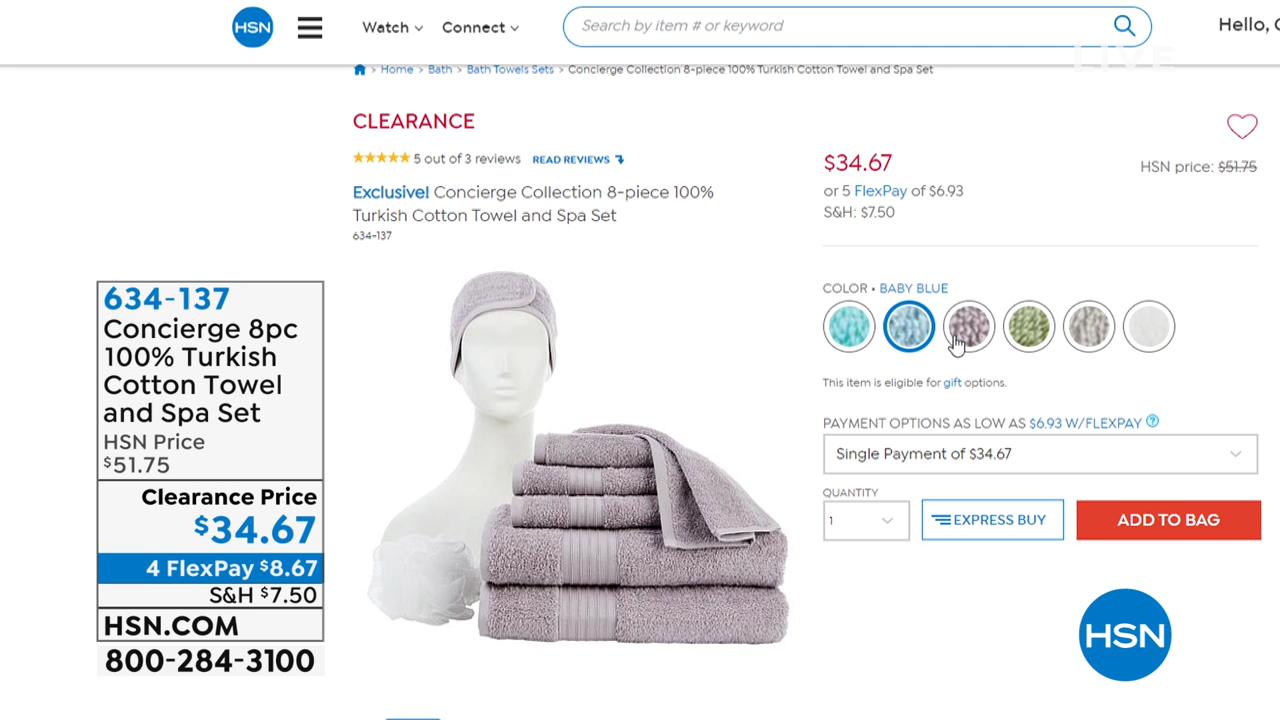 HSN
Watch
Connect
Search by item # or keyword
Hello,
LIVE
> Home > Bath > Bath Towels Sets > Concierge Collection 8-piece 100% Turkish Cotton Towel and Spa Set
CLEARANCE
5 out of 3 reviews READ REVIEWS
Exclusive! Concierge Collection 8-piece 100%
Turkish Cotton Towel and Spa Set
634-137
$34.67
HSN price: $51.75
or 5 FlexPay of $6.93
S&H: $7.50
COLOR • BABY BLUE
This item is eligible for gift options.
PAYMENT OPTIONS AS LOW AS $6.93 W/FLEXPAY ?
Single Payment of $34.67
QUANTITY
1
EXPRESS BUY
ADD TO BAG
HSN
634-137
Concierge 8pc
100% Turkish
Cotton Towel
and Spa Set
HSN Price
$51.75
Clearance Price
$34.67
4 FlexPay $8.67
S&H $7.50
HSN.COM
800-284-3100